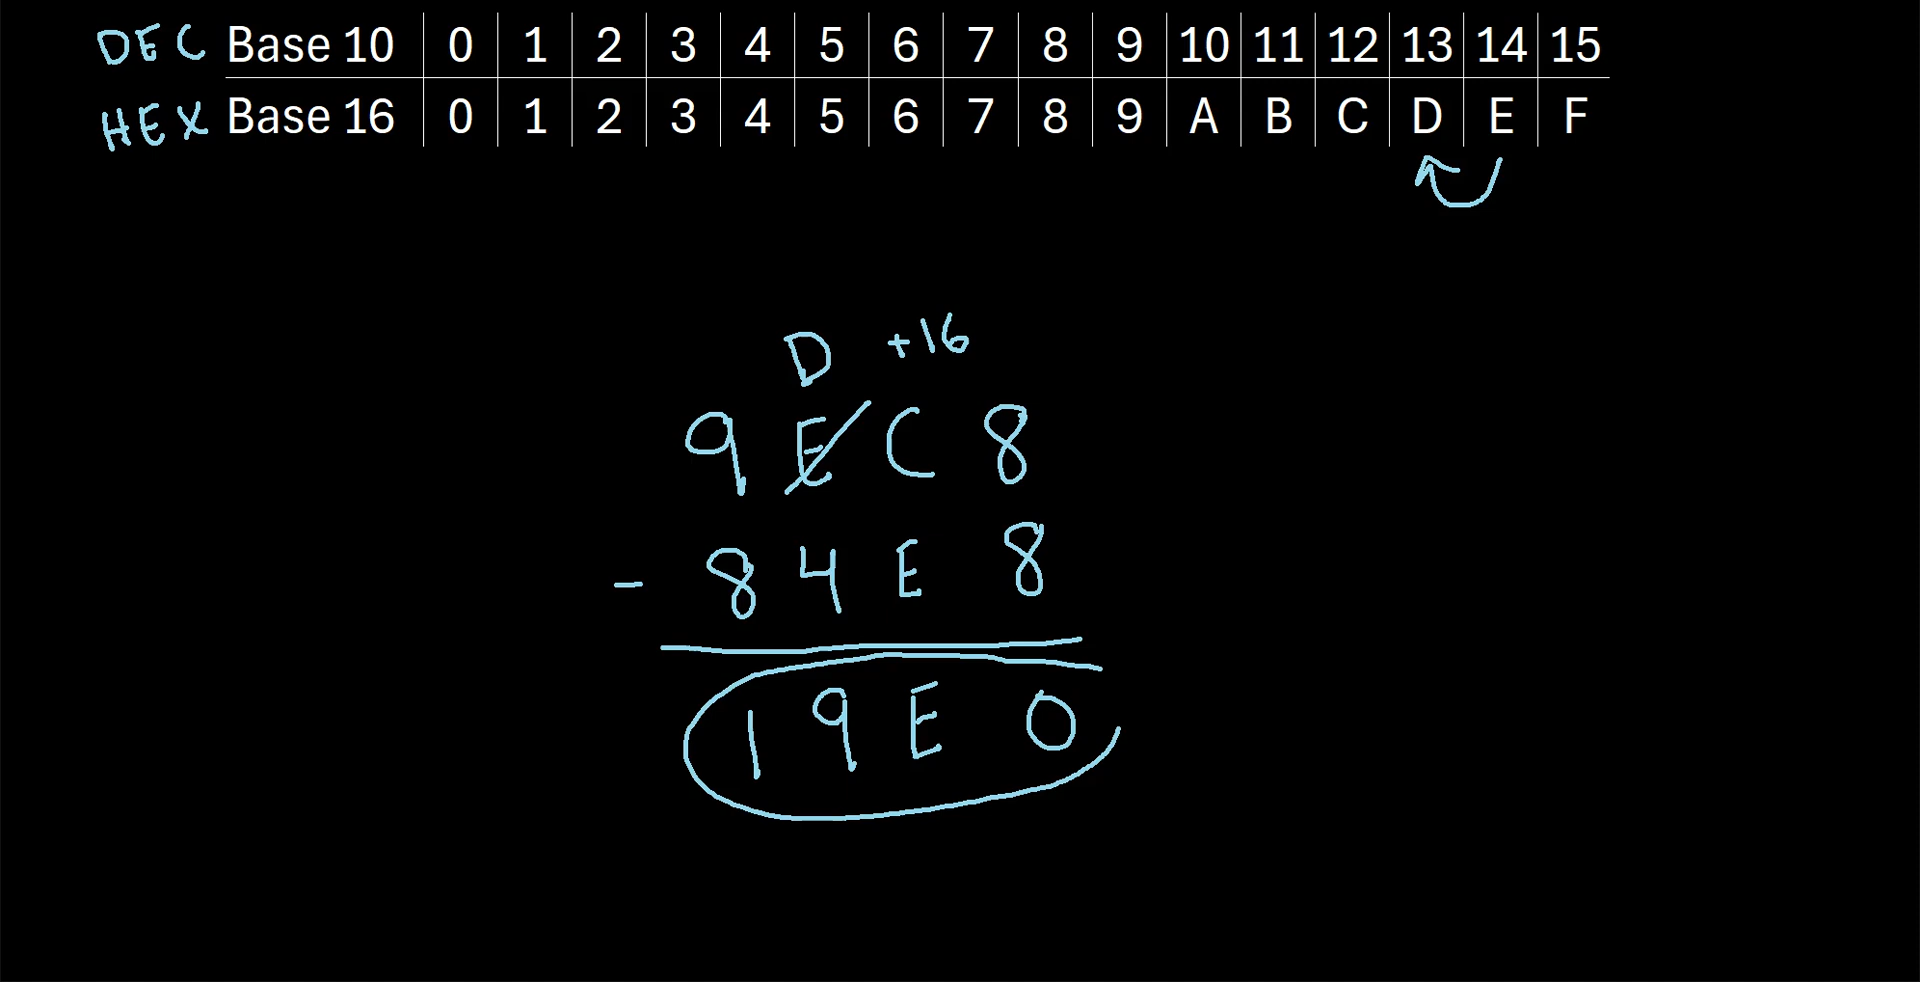 DEC Base 10 0 1 2 3 4 5 6 7 8 9 10 11 12 13 14 15
HEX Base 16 0 1 2 3 4 5 6 7 8 9 A B C D E F
D +16
9 E C 8
- 8 4 E 8
1 9 E 0